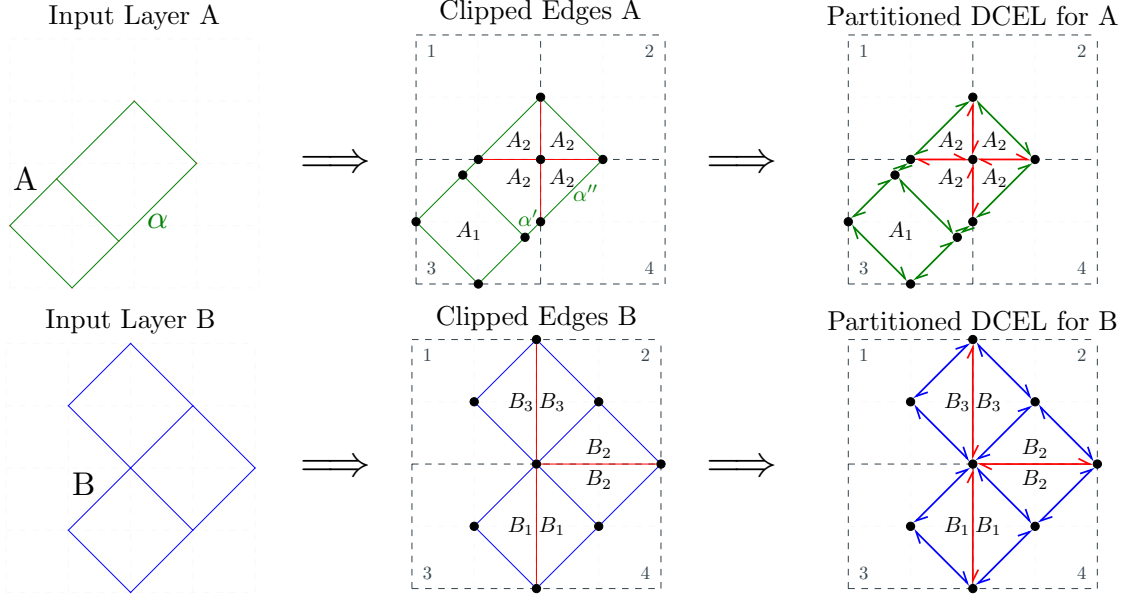 Input Layer A
Clipped Edges A
Partitioned DCEL for A
A
α
⟹
1
2
A₂ A₂
A₂ A₂
α″
α′
A₁
3
4
⟹
1
2
A₂ A₂
A₂ A₂
A₁
3
4
Input Layer B
Clipped Edges B
Partitioned DCEL for B
B
⟹
1
2
B₃ B₃
B₂
B₂
B₁ B₁
3
4
⟹
1
2
B₃ B₃
B₂
B₂
B₁ B₁
3
4